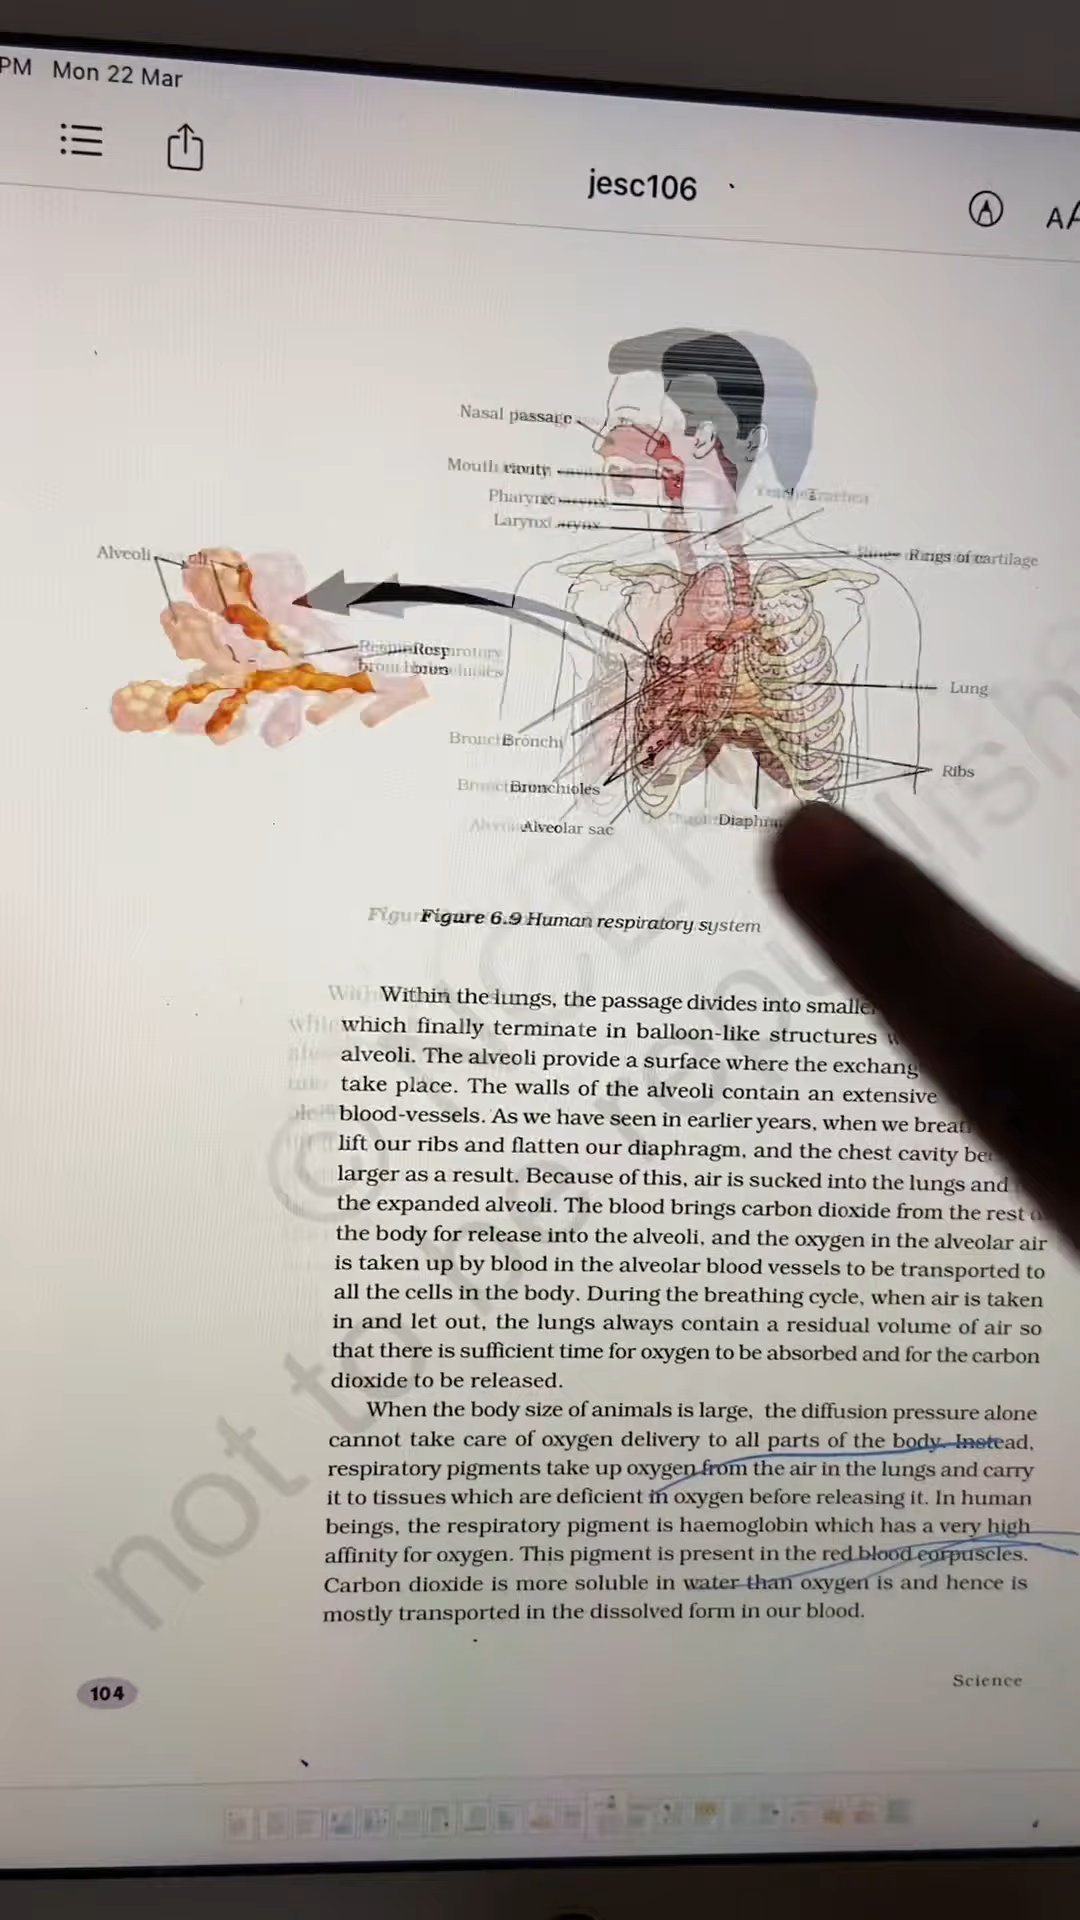 PM Mon 22 Mar
jesc106
AA
Nasal passage
Mouth cavity
Pharynx
Larynx
Trachea
Rings of cartilage
Alveoli
Respiratory
bronchioles
Lung
Bronchi
Ribs
Bronchioles
Alveolar sac
Figure 6.9 Human respiratory system
Within the lungs, the passage divides into smaller
which finally terminate in balloon-like structures
alveoli. The alveoli provide a surface where the
take place. The walls of the alveoli contain an extensive
blood-vessels. As we have seen in earlier years, when we
lift our ribs and flatten our diaphragm, and the chest cavity
larger as a result. Because of this, air is sucked into the lungs and
the expanded alveoli. The blood brings carbon dioxide from the rest
the body for release into the alveoli, and the oxygen in the alveolar air
is taken up by blood in the alveolar blood vessels to be transported to
all the cells in the body. During the breathing cycle, when air is taken
in and let out, the lungs always contain a residual volume of air so
that there is sufficient time for oxygen to be absorbed and for the carbon
dioxide to be released.
When the body size of animals is large, the diffusion pressure alone
cannot take care of oxygen delivery to all parts of the body. Instead,
respiratory pigments take up oxygen from the air in the lungs and carry
it to tissues which are deficient in oxygen before releasing it. In human
beings, the respiratory pigment is haemoglobin which has a very high
affinity for oxygen. This pigment is present in the red blood corpuscles.
Carbon dioxide is more soluble in water than oxygen is and hence is
mostly transported in the dissolved form in our blood.
© NCERT
not to be republish
104
Science